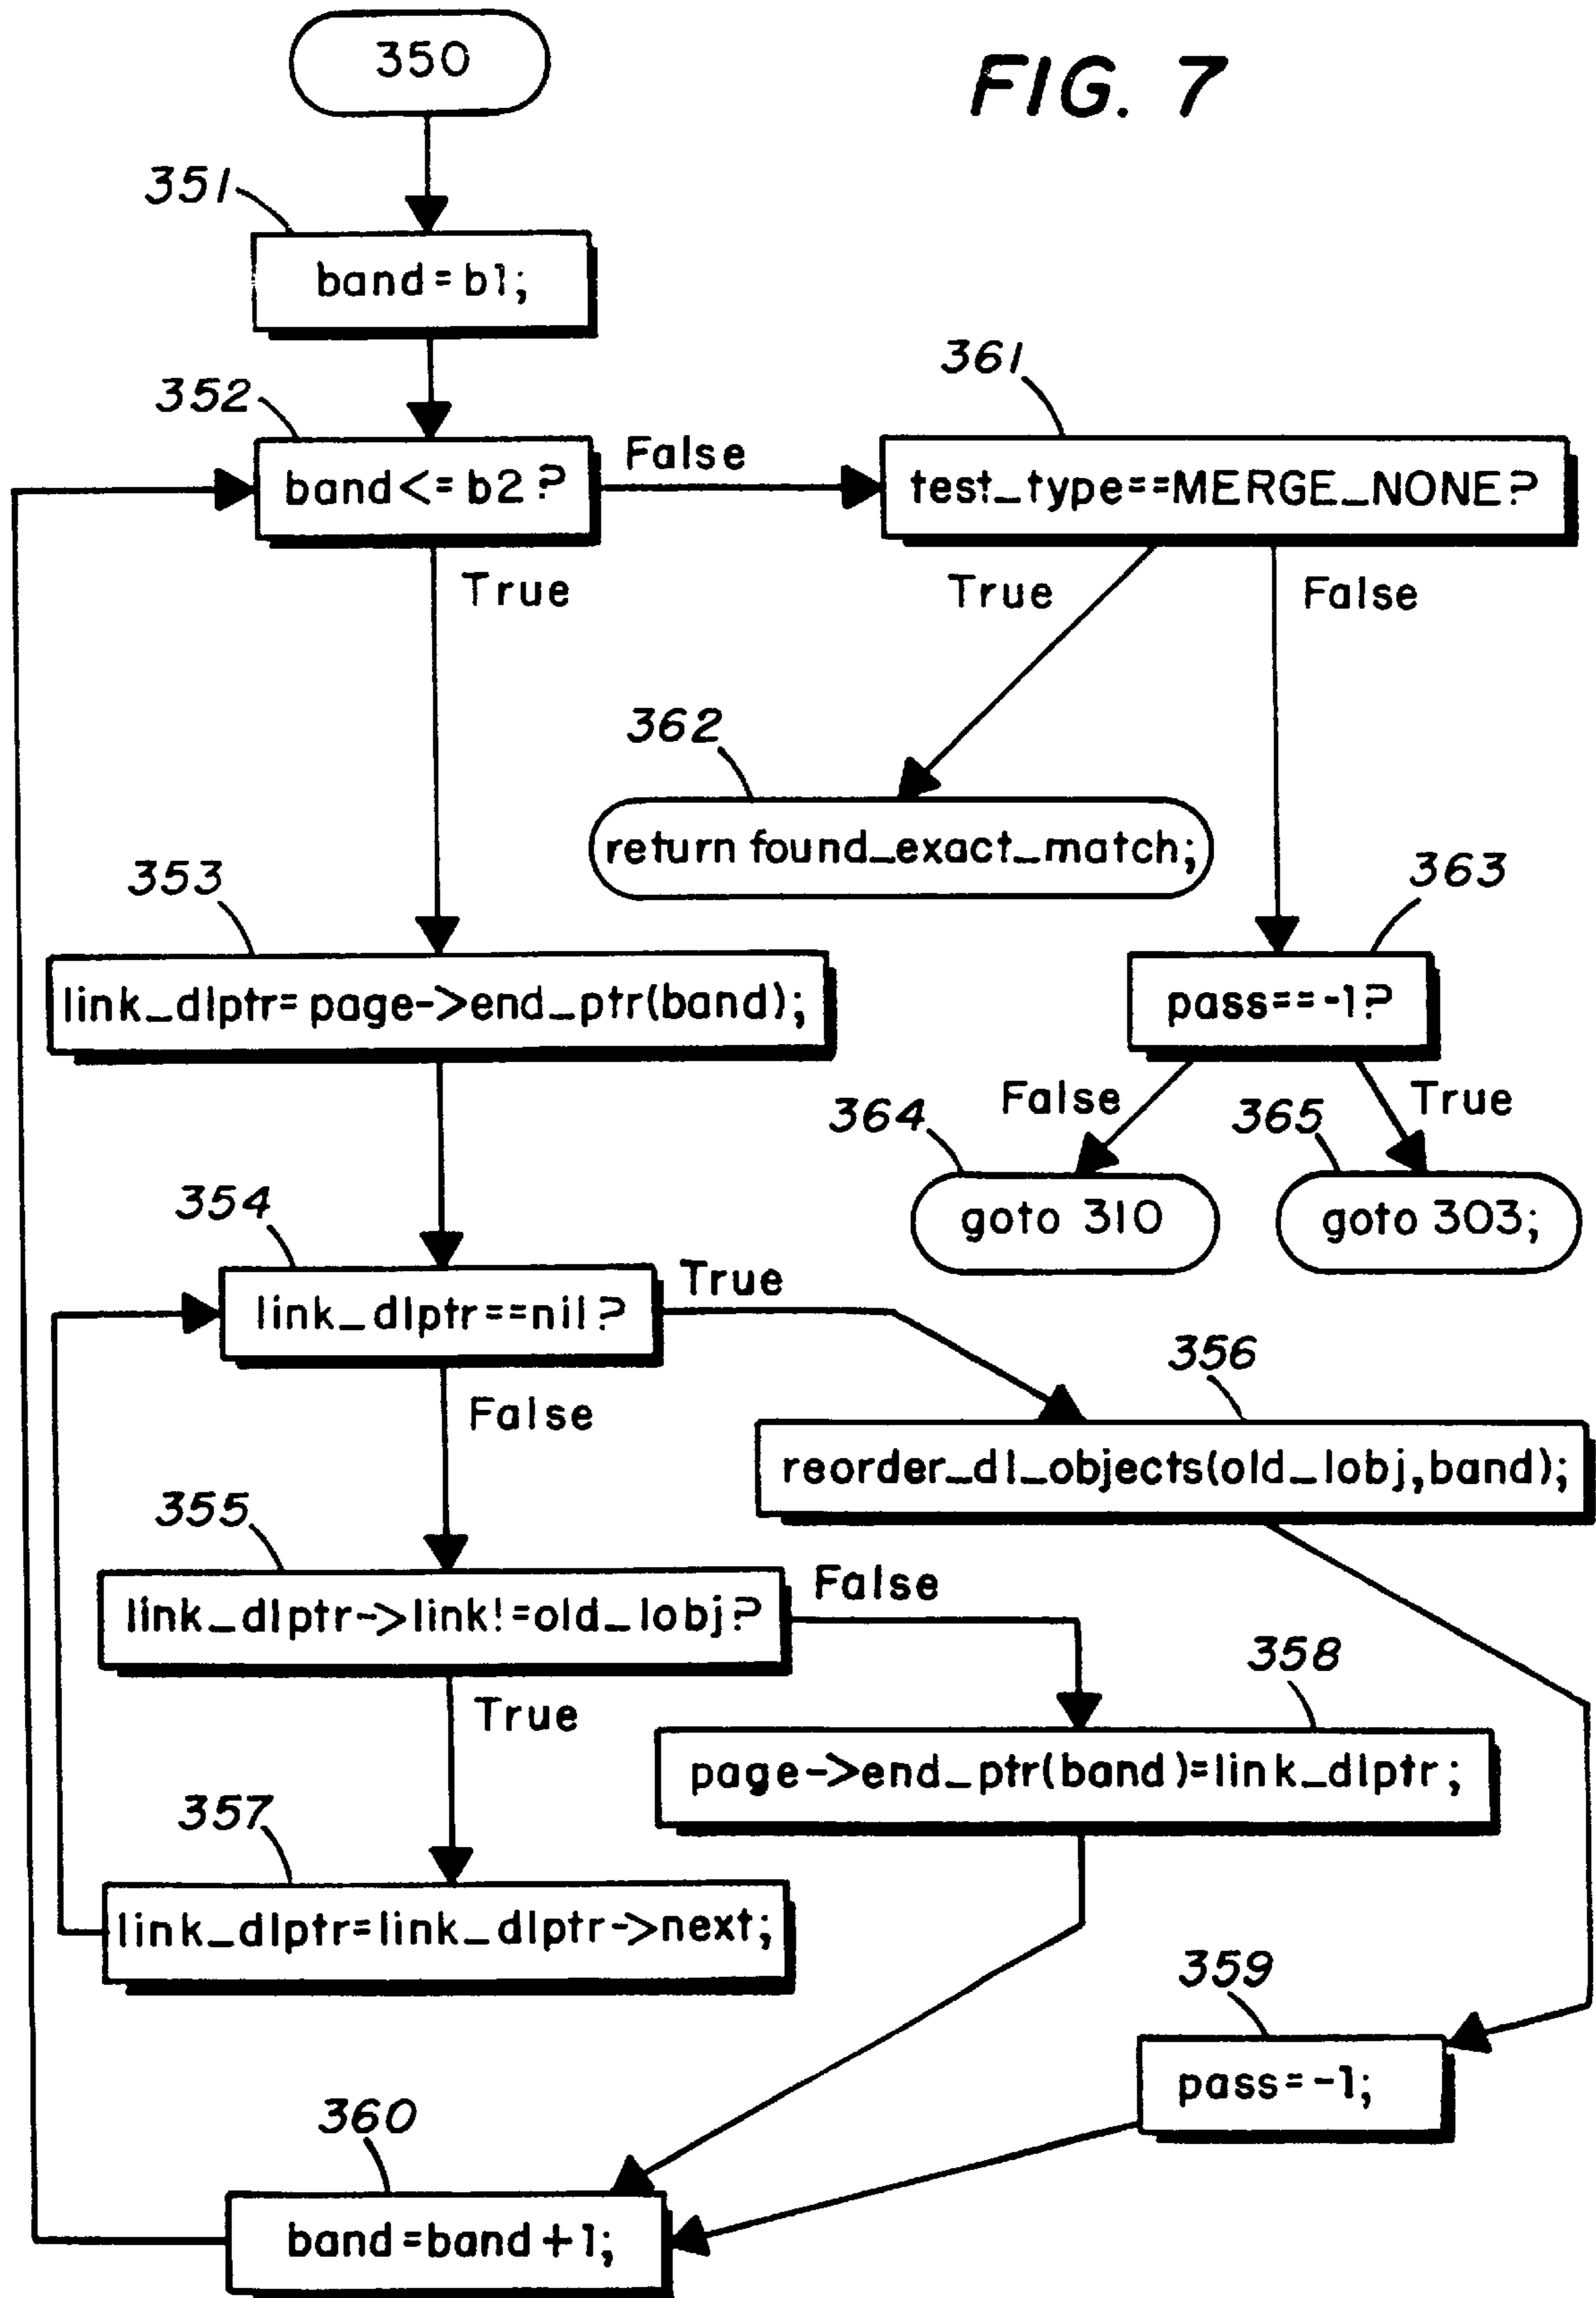 350
FIG. 7
351
band=b1;
352
band<=b2?
False
361
test_type==MERGE_NONE?
True
True
False
362
return found_exact_match;
353
link_dlptr=page->end_ptr(band);
363
pass==-1?
False
True
364
goto 310
365
goto 303;
354
link_dlptr==nil?
True
False
356
reorder_dl_objects(old_lobj,band);
355
link_dlptr->link!=old_lobj?
False
True
358
page->end_ptr(band)=link_dlptr;
357
link_dlptr=link_dlptr->next;
359
pass=-1;
360
band=band+1;